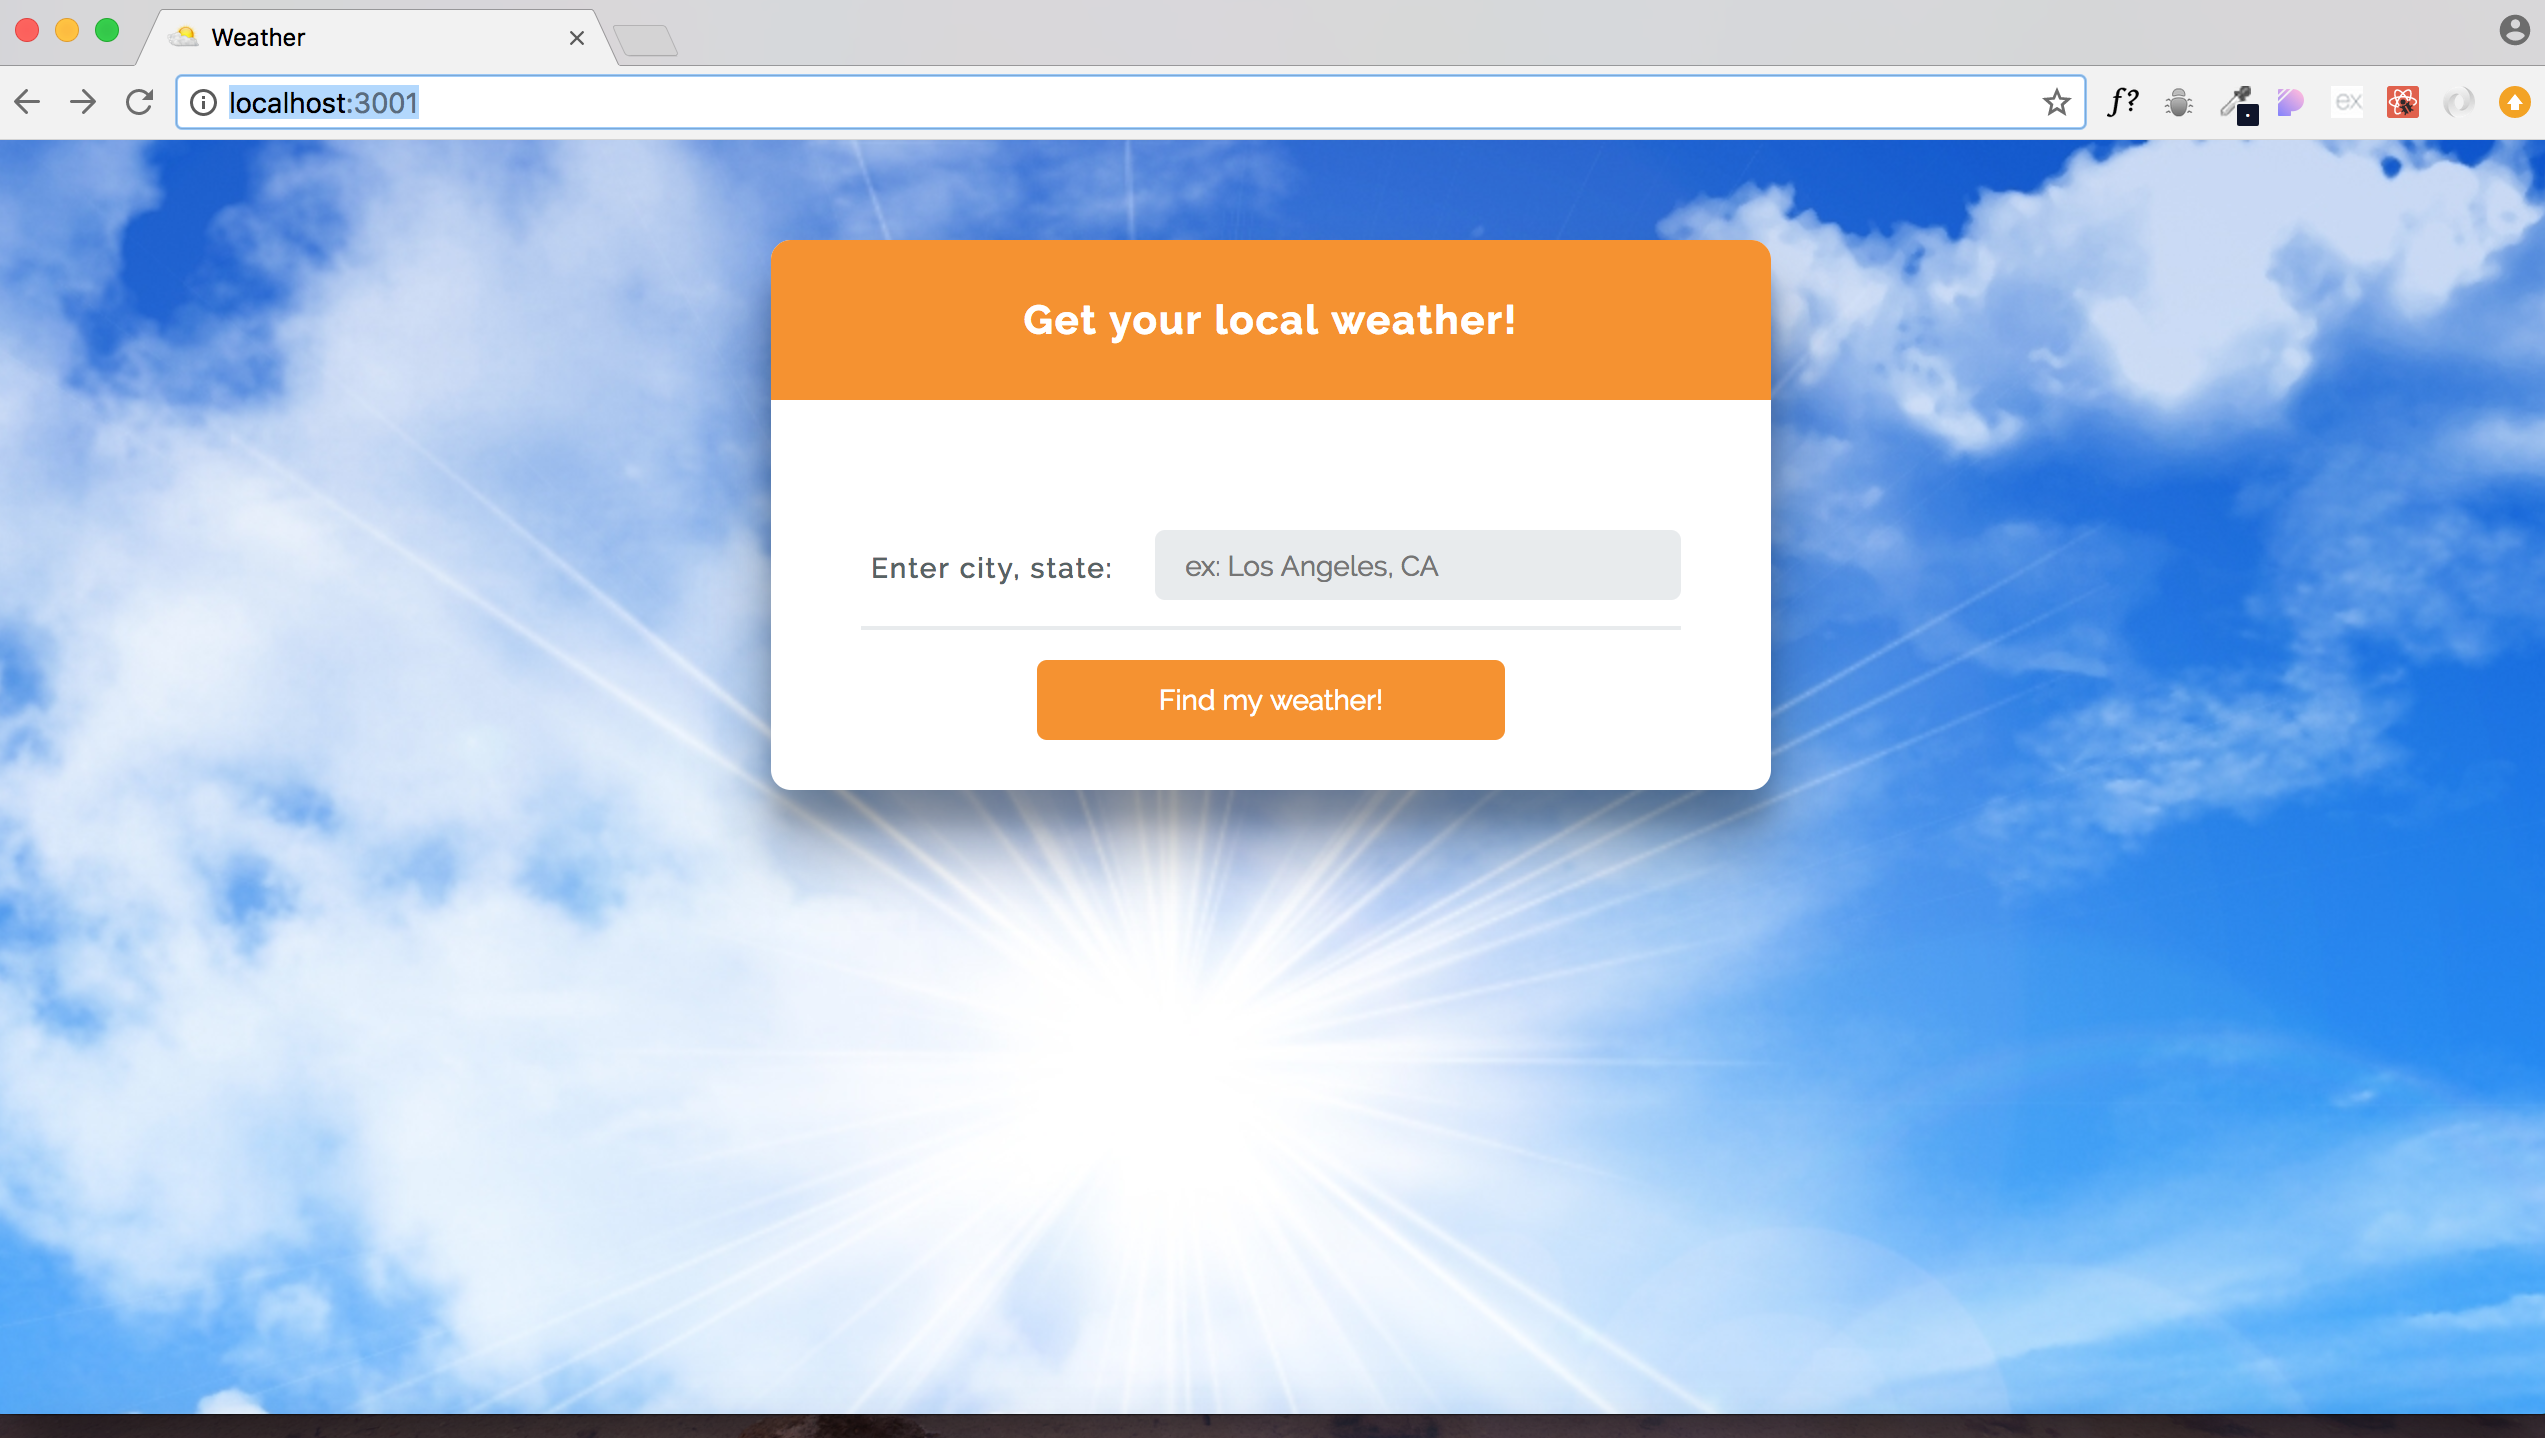 Weather
localhost:3001
f?
ex
Get your local weather!
Enter city, state:
ex: Los Angeles, CA
Find my weather!